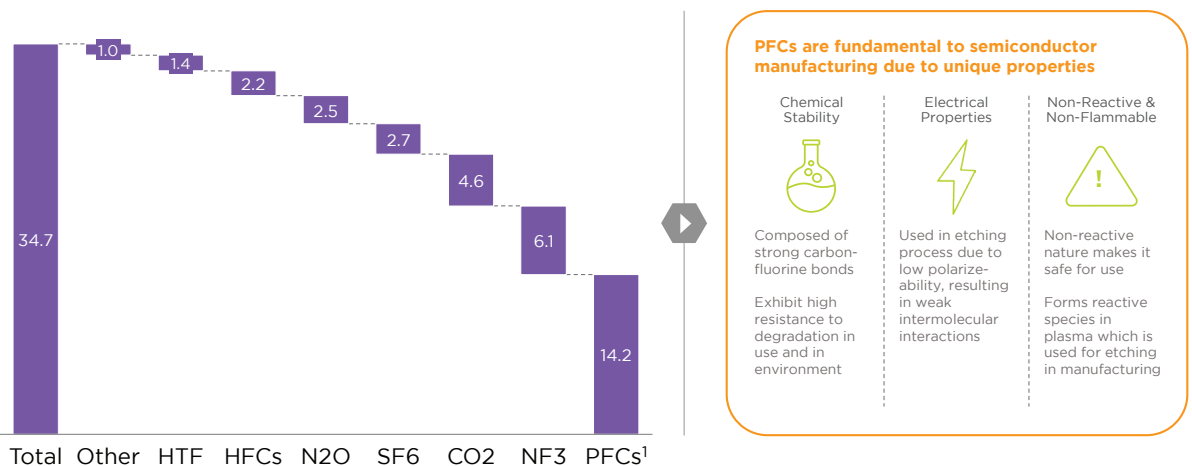 34.7
1.0
1.4
2.2
2.5
2.7
4.6
6.1
14.2
Total Other HTF HFCs N2O SF6 CO2 NF3 PFCs¹
PFCs are fundamental to semiconductor
manufacturing due to unique properties
Chemical
Stability
Composed of
strong carbon-
fluorine bonds
Exhibit high
resistance to
degradation in
use and in
environment
Electrical
Properties
Used in etching
process due to
low polarize-
ability, resulting
in weak
intermolecular
interactions
Non-Reactive &
Non-Flammable
!
Non-reactive
nature makes it
safe for use
Forms reactive
species in
plasma which is
used for etching
in manufacturing